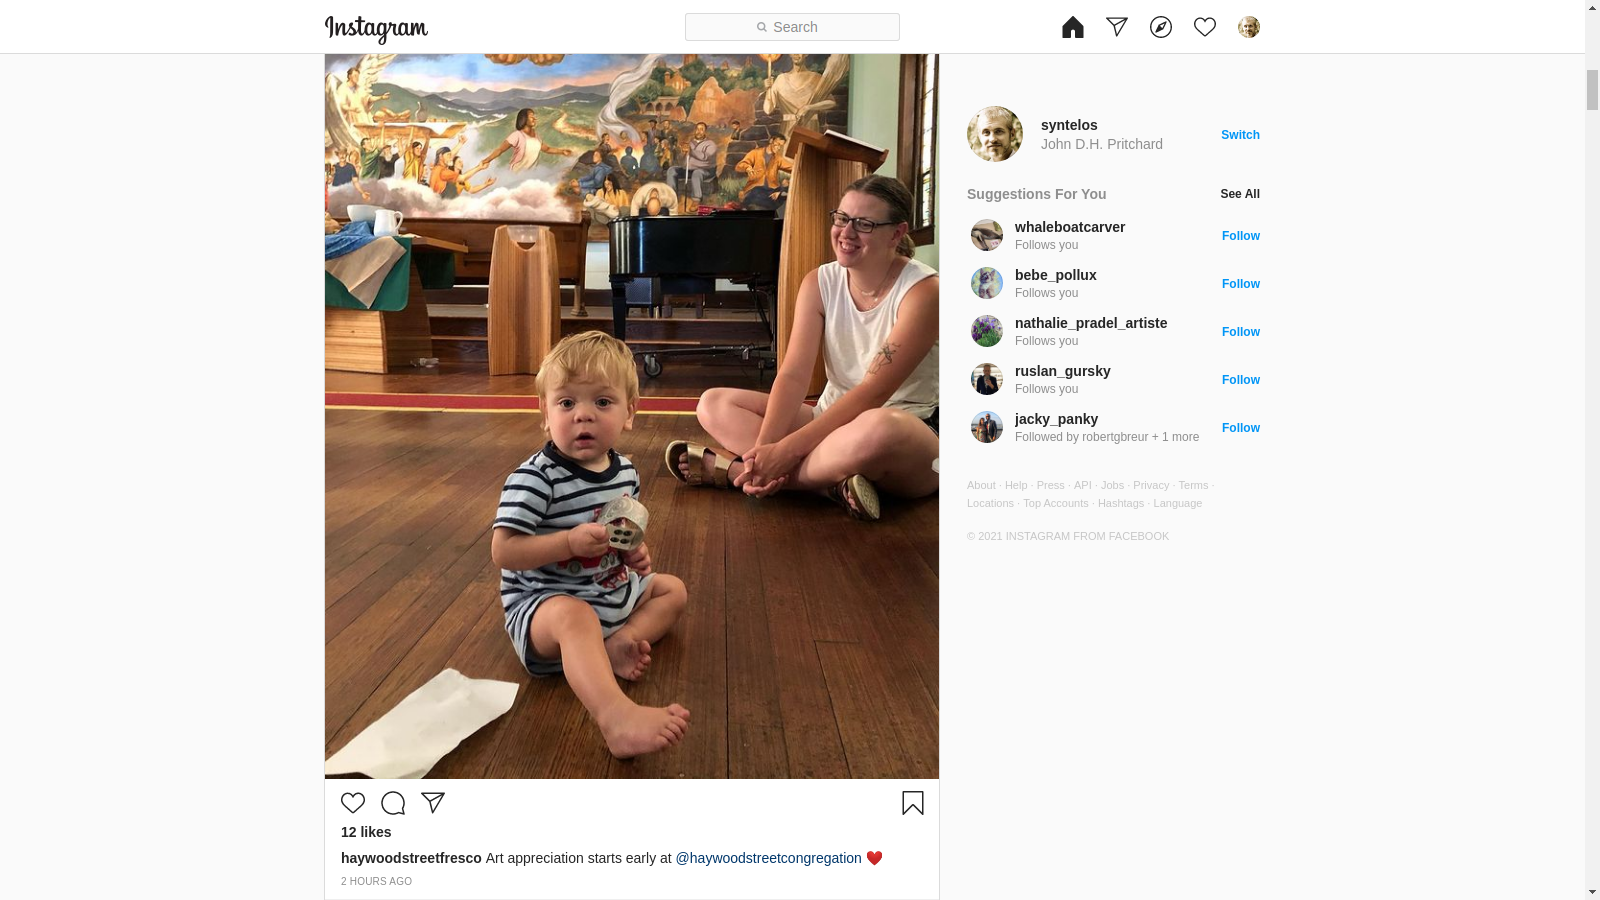 Instagram
Search
syntelos
John D.H. Pritchard
Switch
Suggestions For You
See All
whaleboatcarver
Follows you
Follow
bebe_pollux
Follows you
Follow
nathalie_pradel_artiste
Follows you
Follow
ruslan_gursky
Follows you
Follow
jacky_panky
Followed by robertgbreur + 1 more
Follow
About · Help · Press · API · Jobs · Privacy · Terms ·
Locations · Top Accounts · Hashtags · Language
© 2021 INSTAGRAM FROM FACEBOOK
12 likes
haywoodstreetfresco Art appreciation starts early at @haywoodstreetcongregation ❤️
2 HOURS AGO